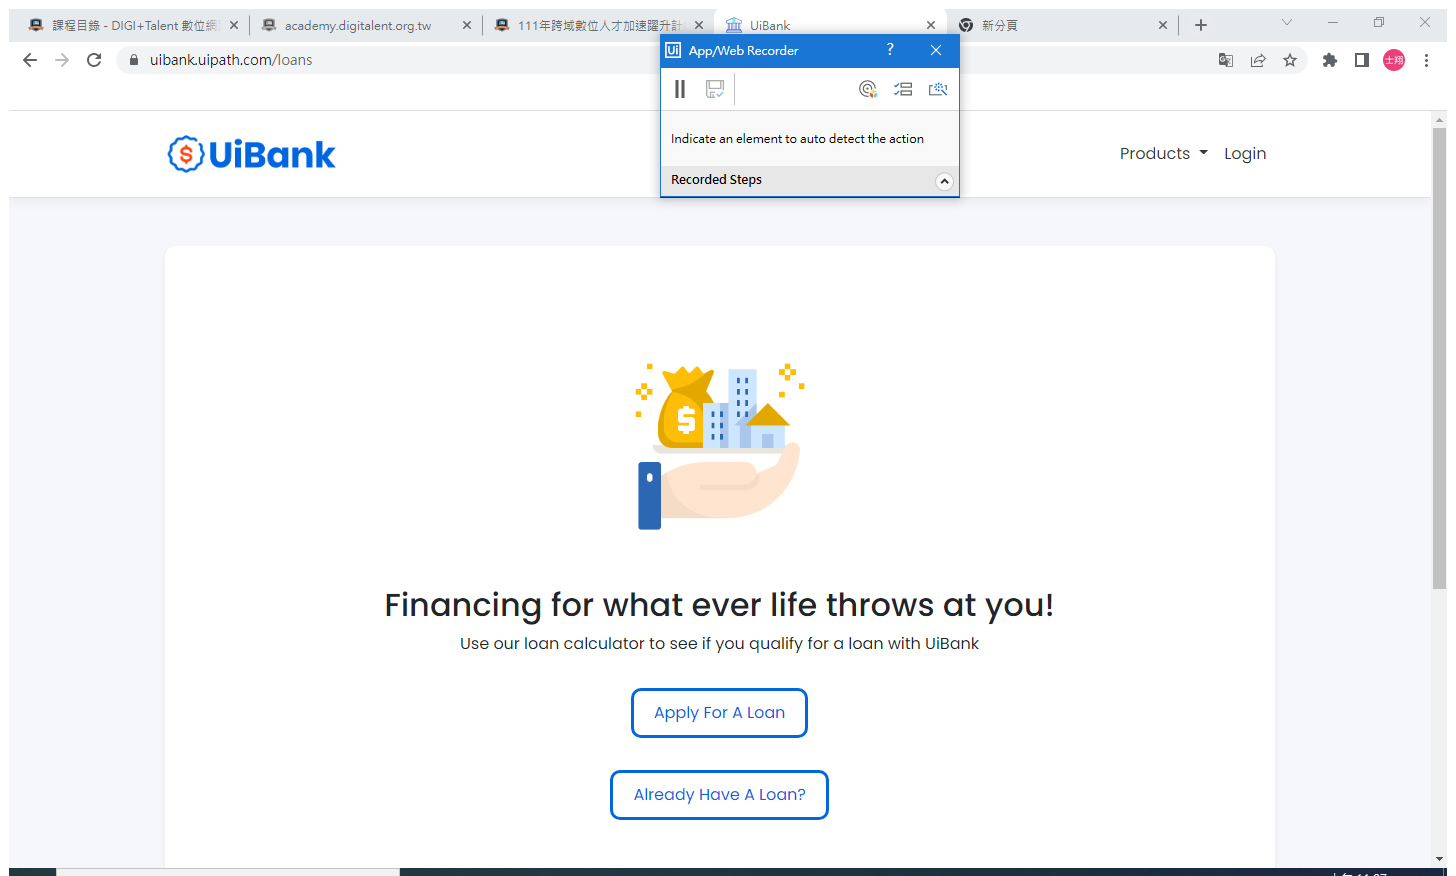 課程目錄 - DIGI+Talent 數位網
academy.digitalent.org.tw
111年跨域數位人才加速躍升計
UiBank
新分頁
uibank.uipath.com/loans
士翔
Ui App/Web Recorder ?
Indicate an element to auto detect the action
Recorded Steps
$ UiBank
Products
Login
$
Financing for what ever life throws at you!
Use our loan calculator to see if you qualify for a loan with UiBank
Apply For A Loan
Already Have A Loan?